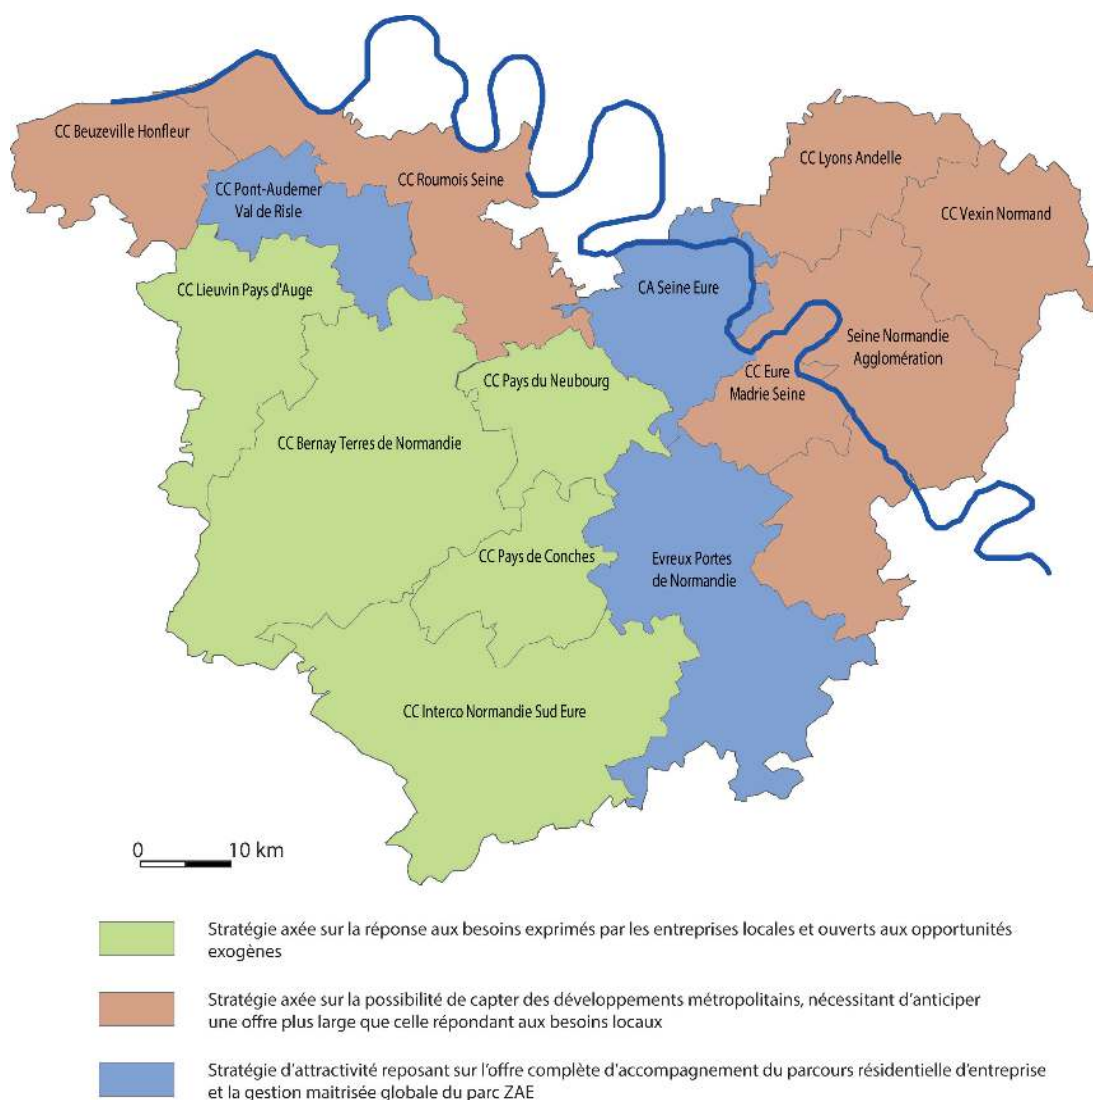 CC Beuzeville Honfleur
CC Lyons Andelle
CC Pont-Audemer
Val de Risle
CC Roumois Seine
CC Vexin Normand
CC Lieuvin Pays d'Auge
CA Seine Eure
Seine Normandie
Agglomération
CC Pays du Neubourg
CC Eure
Madrie Seine
CC Bernay Terres de Normandie
CC Pays de Conches
Evreux Portes
de Normandie
CC Interco Normandie Sud Eure
0 10 km
Stratégie axée sur la réponse aux besoins exprimés par les entreprises locales et ouverts aux opportunités
exogènes
Stratégie axée sur la possibilité de capter des développements métropolitains, nécessitant d'anticiper
une offre plus large que celle répondant aux besoins locaux
Stratégie d'attractivité reposant sur l'offre complète d'accompagnement du parcours résidentielle d'entreprise
et la gestion maitrisée globale du parc ZAE